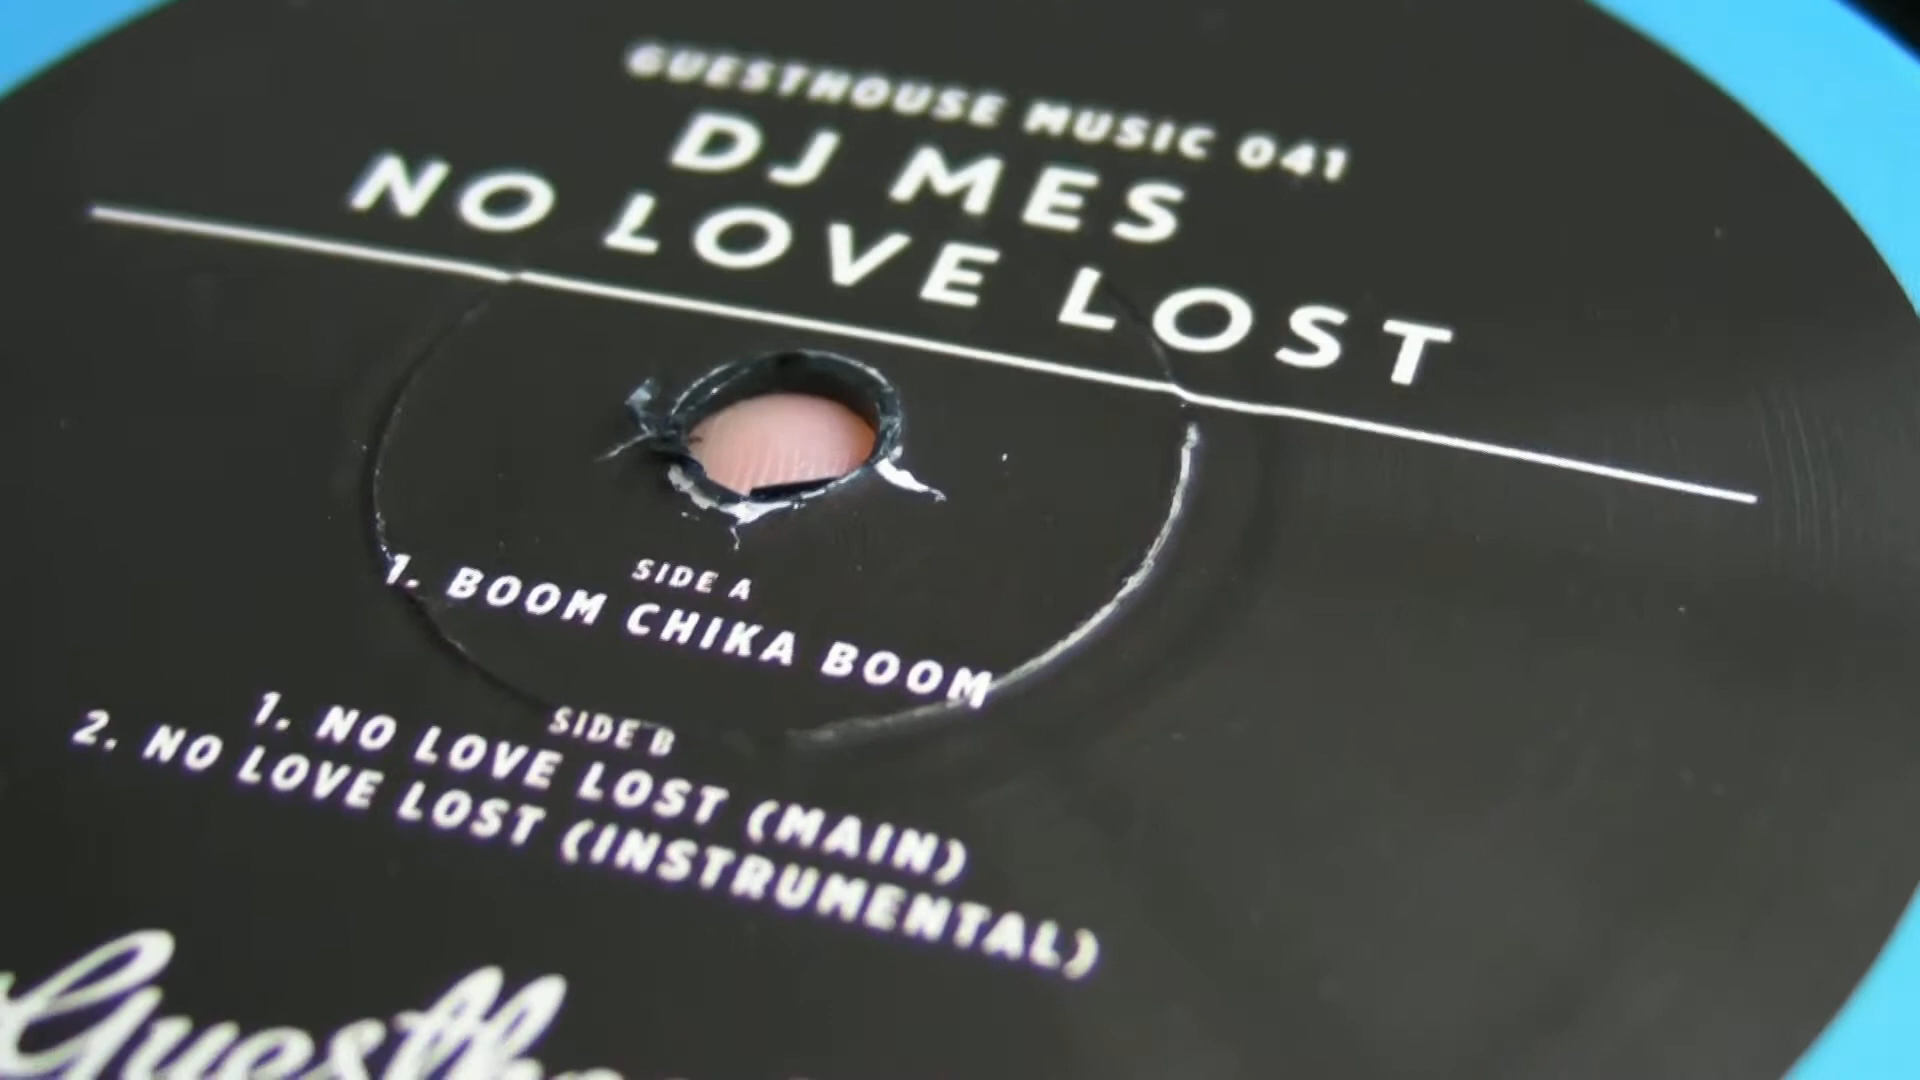 GUESTHOUSE MUSIC 041
DJ MES
NO LOVE LOST
SIDE A
1. BOOM CHIKA BOOM
SIDE B
1. NO LOVE LOST (MAIN)
2. NO LOVE LOST (INSTRUMENTAL)